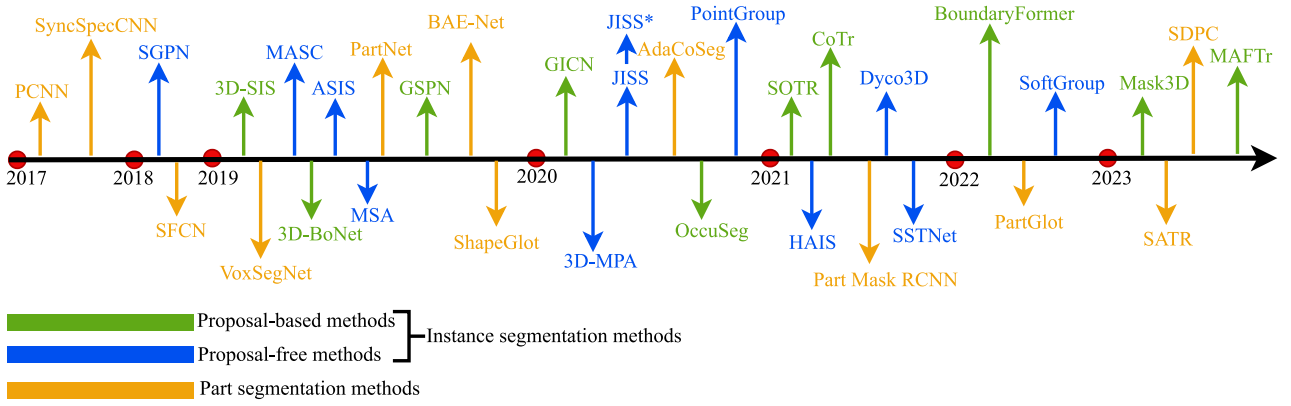 PCNN
SyncSpecCNN
SGPN
3D-SIS
MASC
ASIS
PartNet
GSPN
BAE-Net
GICN
JISS*
JISS
AdaCoSeg
PointGroup
SOTR
CoTr
Dyco3D
BoundaryFormer
SoftGroup
Mask3D
SDPC
MAFTr
2017
2018
2019
2020
2021
2022
2023
SFCN
VoxSegNet
3D-BoNet
MSA
ShapeGlot
3D-MPA
OccuSeg
HAIS
Part Mask RCNN
SSTNet
PartGlot
SATR
Proposal-based methods
Proposal-free methods
Instance segmentation methods
Part segmentation methods